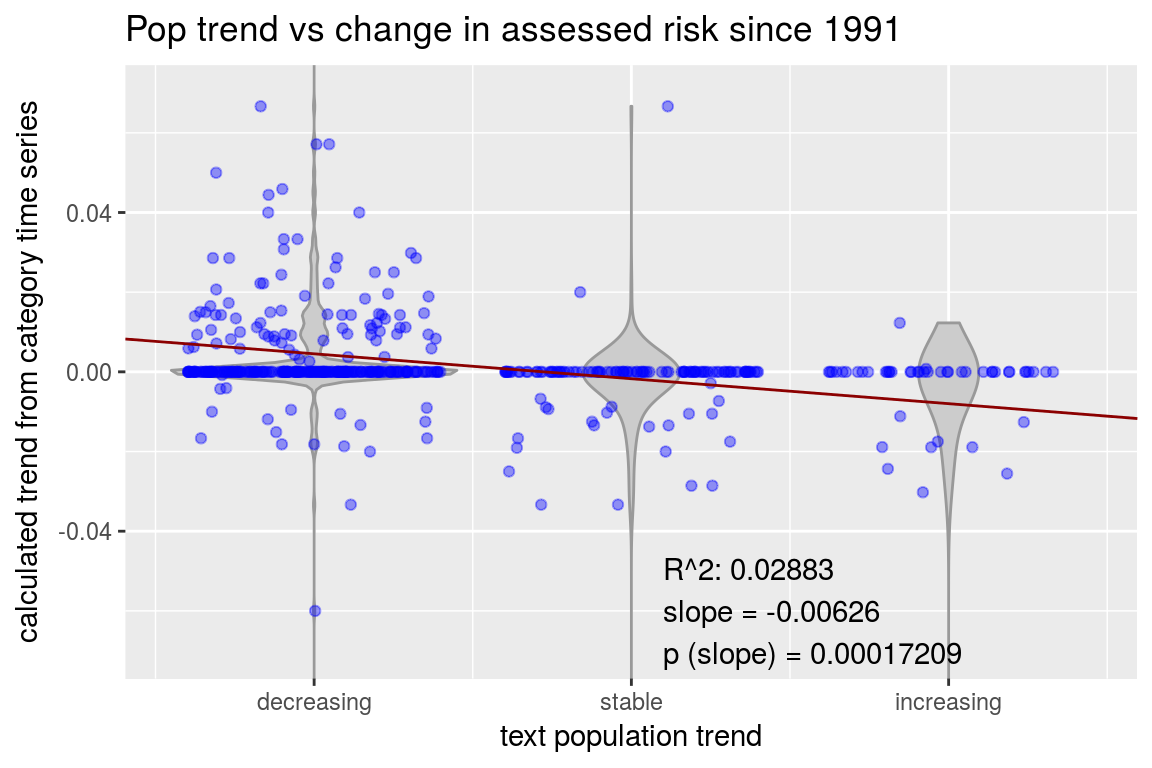 Pop trend vs change in assessed risk since 1991
calculated trend from category time series
0.04
0.00
-0.04
R^2: 0.02883
slope = -0.00626
p (slope) = 0.00017209
decreasing
stable
increasing
text population trend